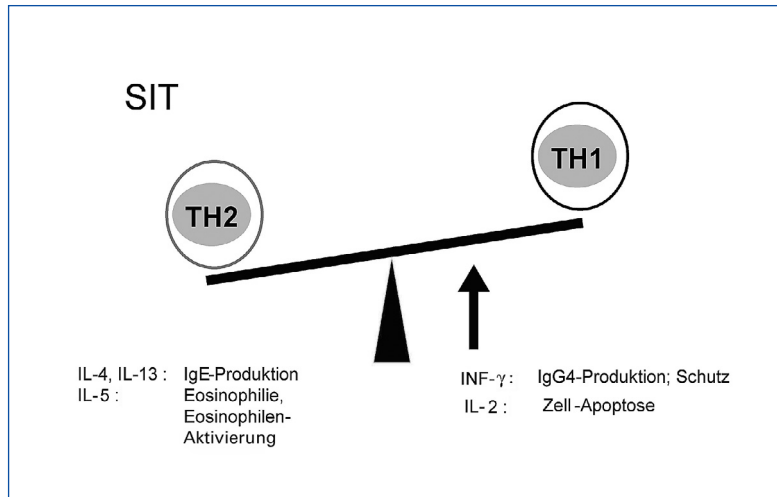 SIT
TH1
TH2
IL-4, IL-13 : IgE-Produktion
IL-5 : Eosinophilie,
Eosinophilen-
Aktivierung
INF-γ : IgG4-Produktion; Schutz
IL-2 : Zell-Apoptose